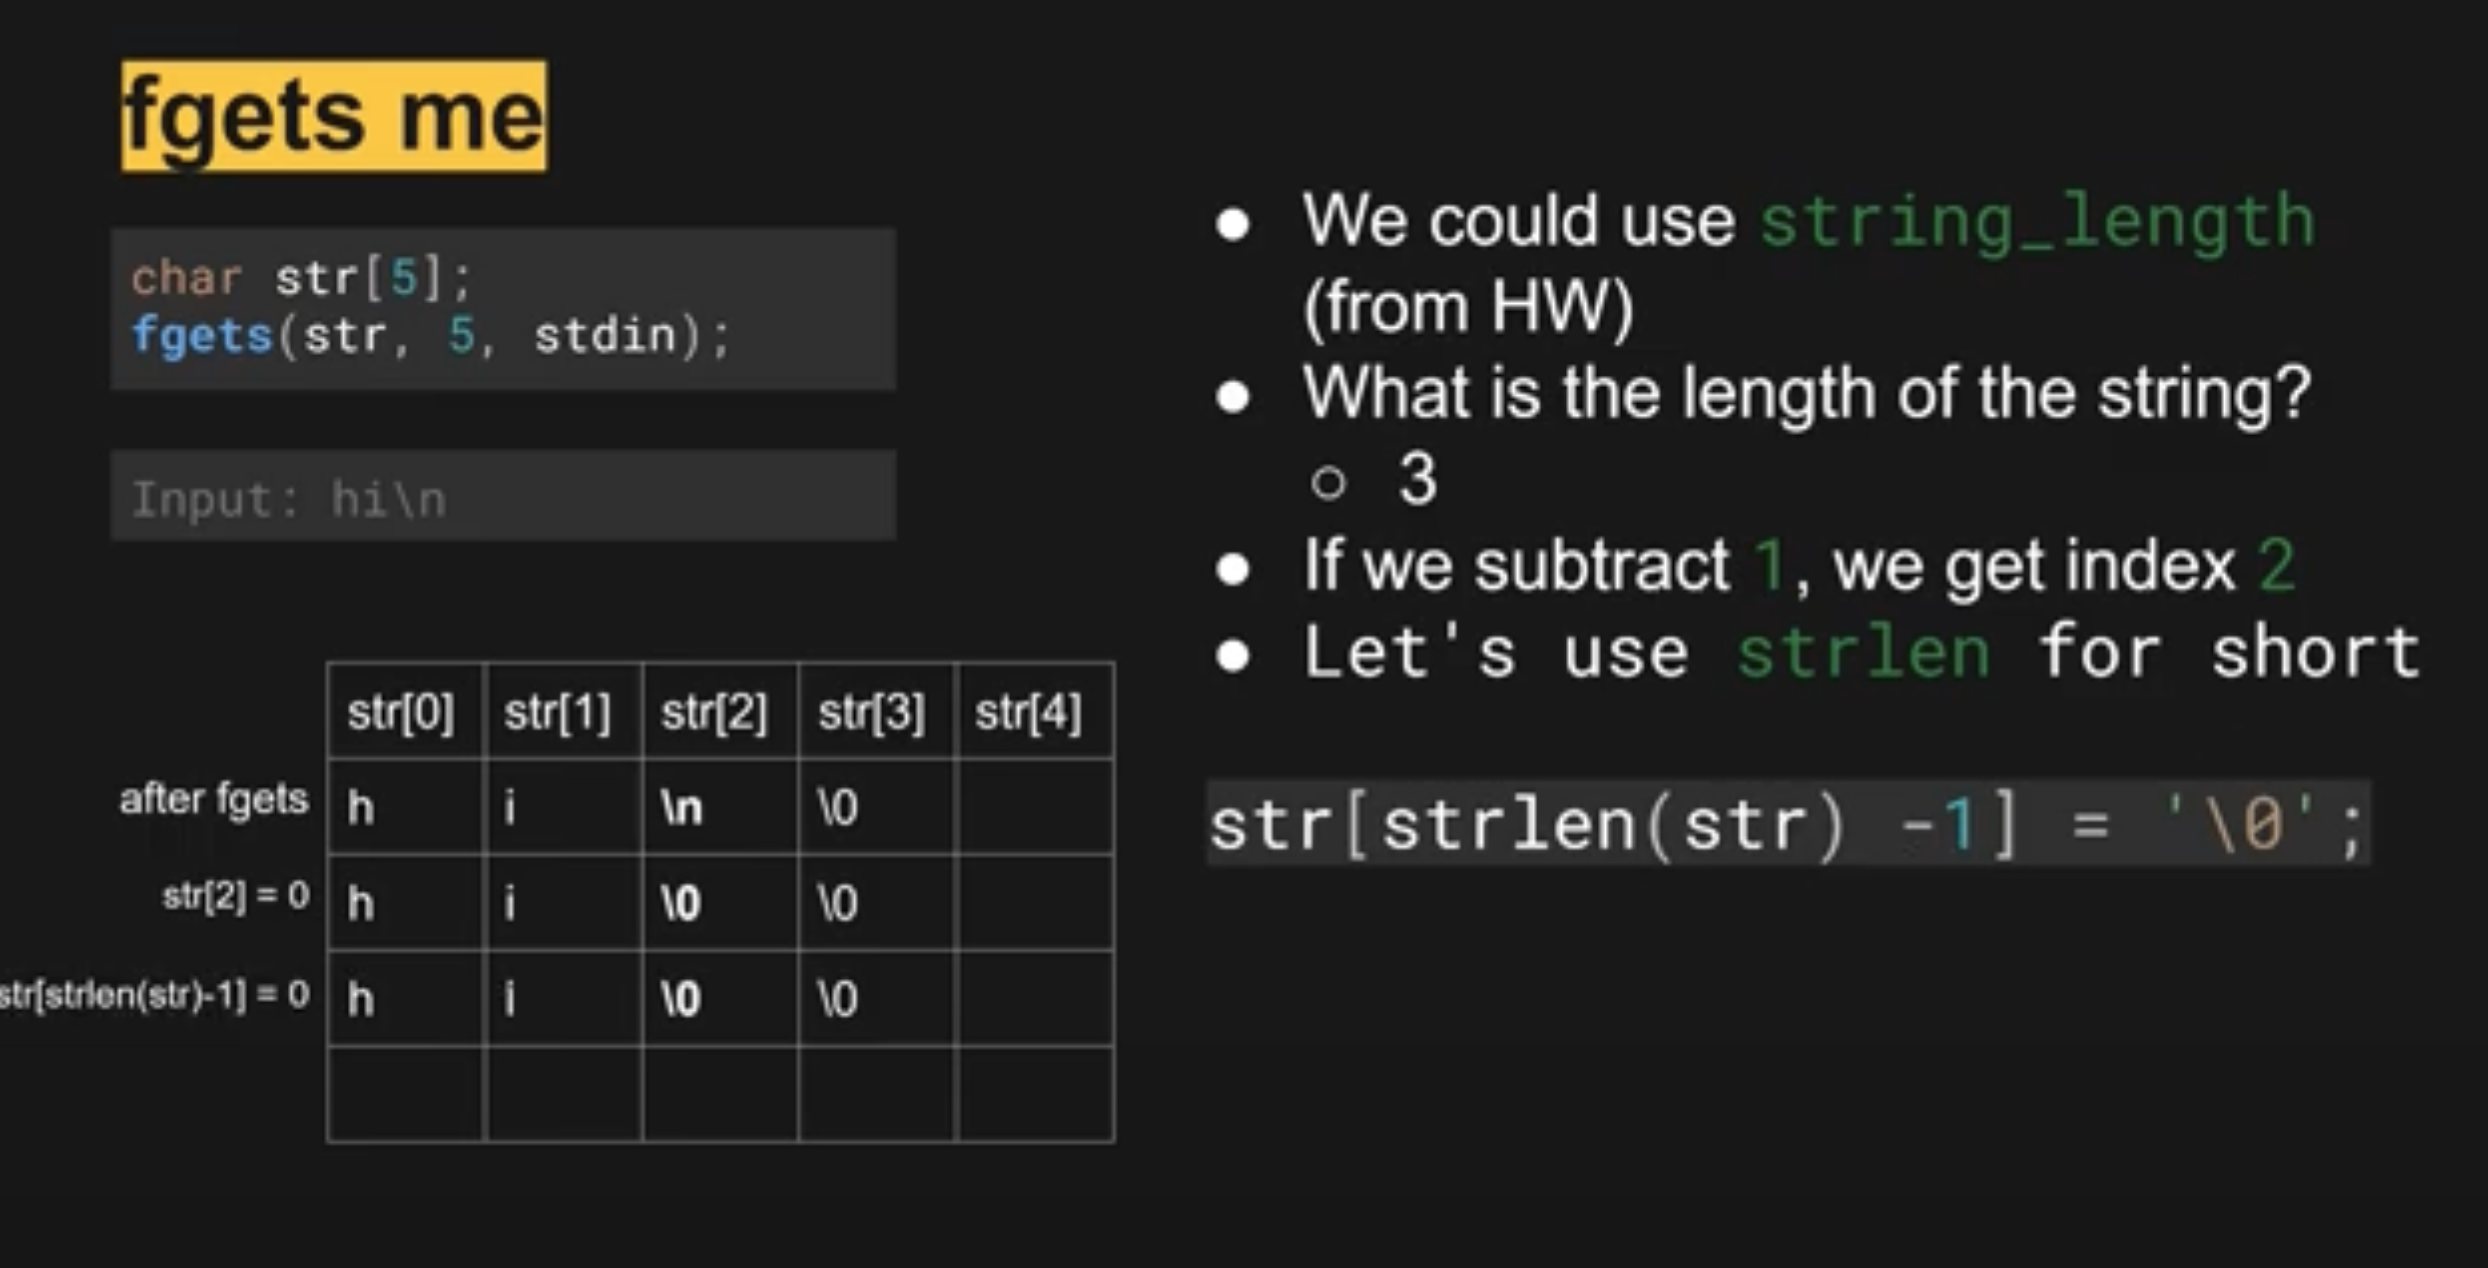 fgets me
char str[5];
fgets(str, 5, stdin);
Input: hi\n
str[0] str[1] str[2] str[3] str[4]
after fgets h i \n \0
str[2] = 0 h i \0 \0
str[strlen(str)-1] = 0 h i \0 \0
● We could use string_length
(from HW)
● What is the length of the string?
○ 3
● If we subtract 1, we get index 2
● Let's use strlen for short
str[strlen(str) -1] = '\0';